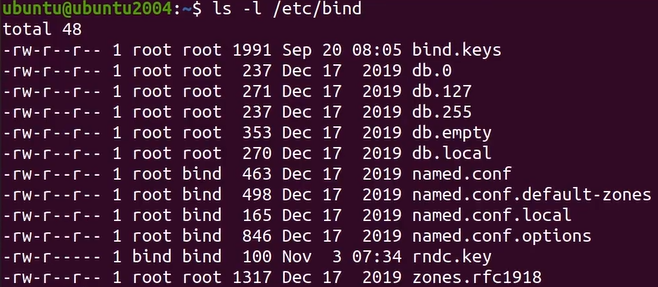 ubuntu@ubuntu2004:~$ ls -l /etc/bind
total 48
-rw-r--r-- 1 root root 1991 Sep 20 08:05 bind.keys
-rw-r--r-- 1 root root  237 Dec 17  2019 db.0
-rw-r--r-- 1 root root  271 Dec 17  2019 db.127
-rw-r--r-- 1 root root  237 Dec 17  2019 db.255
-rw-r--r-- 1 root root  353 Dec 17  2019 db.empty
-rw-r--r-- 1 root root  270 Dec 17  2019 db.local
-rw-r--r-- 1 root bind  463 Dec 17  2019 named.conf
-rw-r--r-- 1 root bind  498 Dec 17  2019 named.conf.default-zones
-rw-r--r-- 1 root bind  165 Dec 17  2019 named.conf.local
-rw-r--r-- 1 root bind  846 Dec 17  2019 named.conf.options
-rw-r----- 1 bind bind  100 Nov  3 07:34 rndc.key
-rw-r--r-- 1 root root 1317 Dec 17  2019 zones.rfc1918